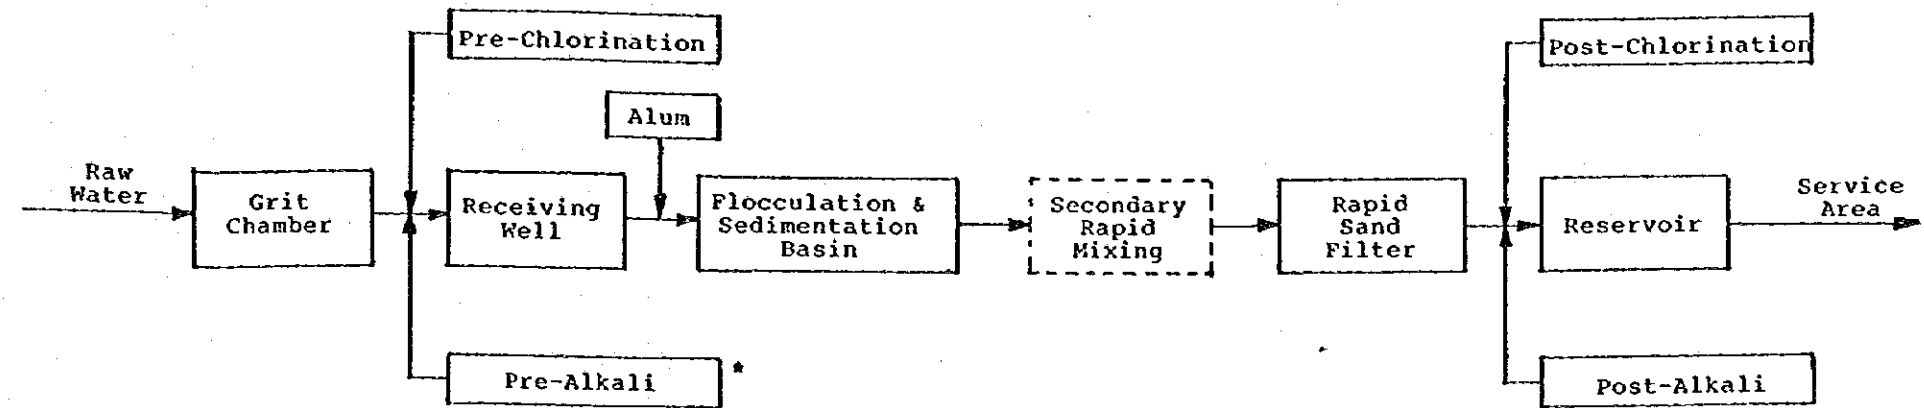 Pre-Chlorination
Post-Chlorination
Alum
Raw
Water
Grit
Chamber
Receiving
Well
Flocculation &
Sedimentation
Basin
Secondary
Rapid
Mixing
Rapid
Sand
Filter
Reservoir
Service
Area
Pre-Alkali *
Post-Alkali